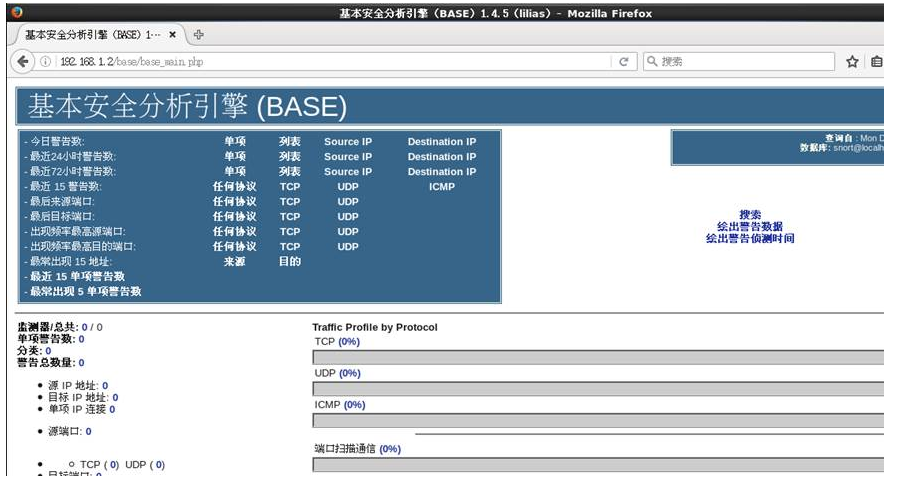 基本安全分析引擎（BASE）1.4.5 (lilias) - Mozilla Firefox
基本安全分析引擎 (BASE) 1… ×
192.168.1.2/base/base_main.php
搜索
基本安全分析引擎 (BASE)
- 今日警告数: 单项 列表 Source IP Destination IP
- 最近24小时警告数: 单项 列表 Source IP Destination IP
- 最近72小时警告数: 单项 列表 Source IP Destination IP
- 最近 15 警告数: 任何协议 TCP UDP ICMP
- 最后来源端口: 任何协议 TCP UDP
- 最后目标端口: 任何协议 TCP UDP
- 出现频率最高源端口: 任何协议 TCP UDP
- 出现频率最高目的端口: 任何协议 TCP UDP
- 最常出现 15 地址: 来源 目的
- 最近 15 单项警告数
- 最常出现 5 单项警告数
查询自 : Mon D
数据库: snort@localh
搜索
绘出警告数据
绘出警告侦测时间
监测器/总共: 0 / 0
单项警告数: 0
分类: 0
警告总数量: 0
源 IP 地址: 0
目标 IP 地址: 0
单项 IP 连接 0
源端口: 0
TCP ( 0) UDP ( 0)
目标端口: 0
Traffic Profile by Protocol
TCP (0%)
UDP (0%)
ICMP (0%)
端口扫描通信 (0%)